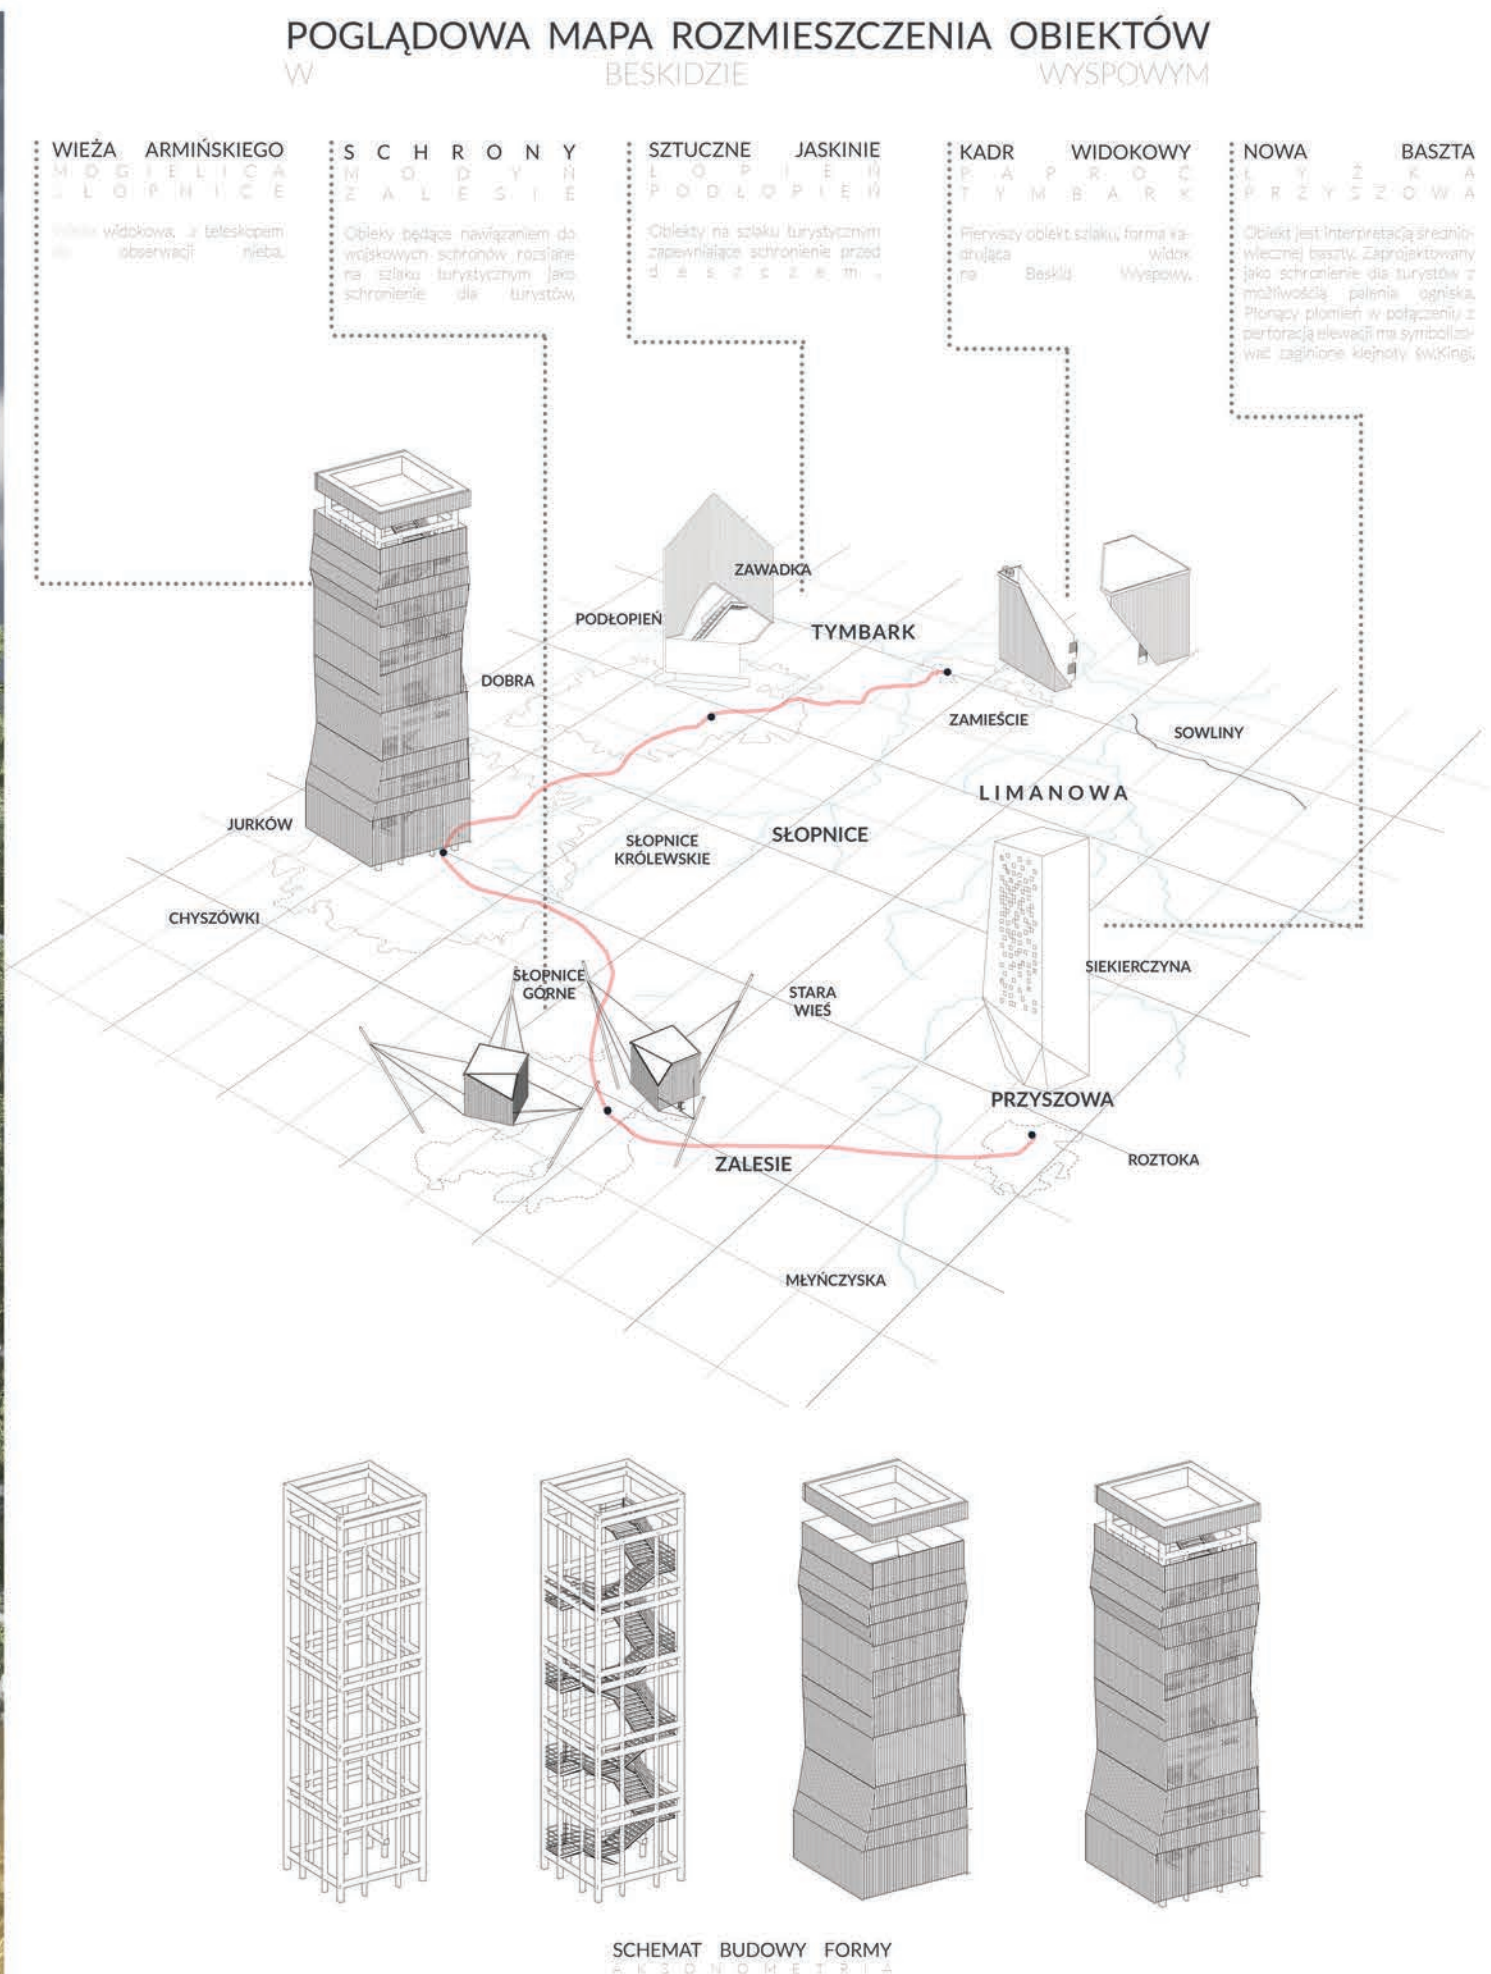 POGLĄDOWA MAPA ROZMIESZCZENIA OBIEKTÓW
W BESKIDZIE WYSPOWYM
WIEŻA ARMIŃSKIEGO
MOGIELICA
SŁOPNICE
widokowa, z teleskopem
obserwacji nieba.
SCHRONY
MODYŃ
ZALESIE
Obieky będące nawiązaniem do
wojskowych schronów rozsiane
na szlaku turystycznym jako
schronienie dla turystów.
SZTUCZNE JASKINIE
ŁOPIEŃ
PODŁOPIEŃ
Obiekty na szlaku turystycznym
zapewniające schronienie przed
deszczem.
KADR WIDOKOWY
PAPROĆ
TYMBARK
Pierwszy obiekt szlaku, forma ka-
drująca widok
na Beskid Wyspowy.
NOWA BASZTA
ŁYŻKA
PRZYSZOWA
Obiekt jest interpretacją średnio-
wiecznej baszty. Zaprojektowany
jako schronienie dla turystów z
możliwością palenia ogniska.
Płonący płomień w połączeniu z
perforacją elewacji ma symbolizo-
wać zaginione klejnoty św.Kingi.
ZAWADKA
PODŁOPIEŃ
TYMBARK
DOBRA
ZAMIEŚCIE
SOWLINY
LIMANOWA
JURKÓW
SŁOPNICE
KRÓLEWSKIE
SŁOPNICE
CHYSZÓWKI
SŁOPNICE
GÓRNE
STARA
WIEŚ
SIEKIERCZYNA
PRZYSZOWA
ZALESIE
ROZTOKA
MŁYŃCZYSKA
SCHEMAT BUDOWY FORMY
AKSONOMETRIA